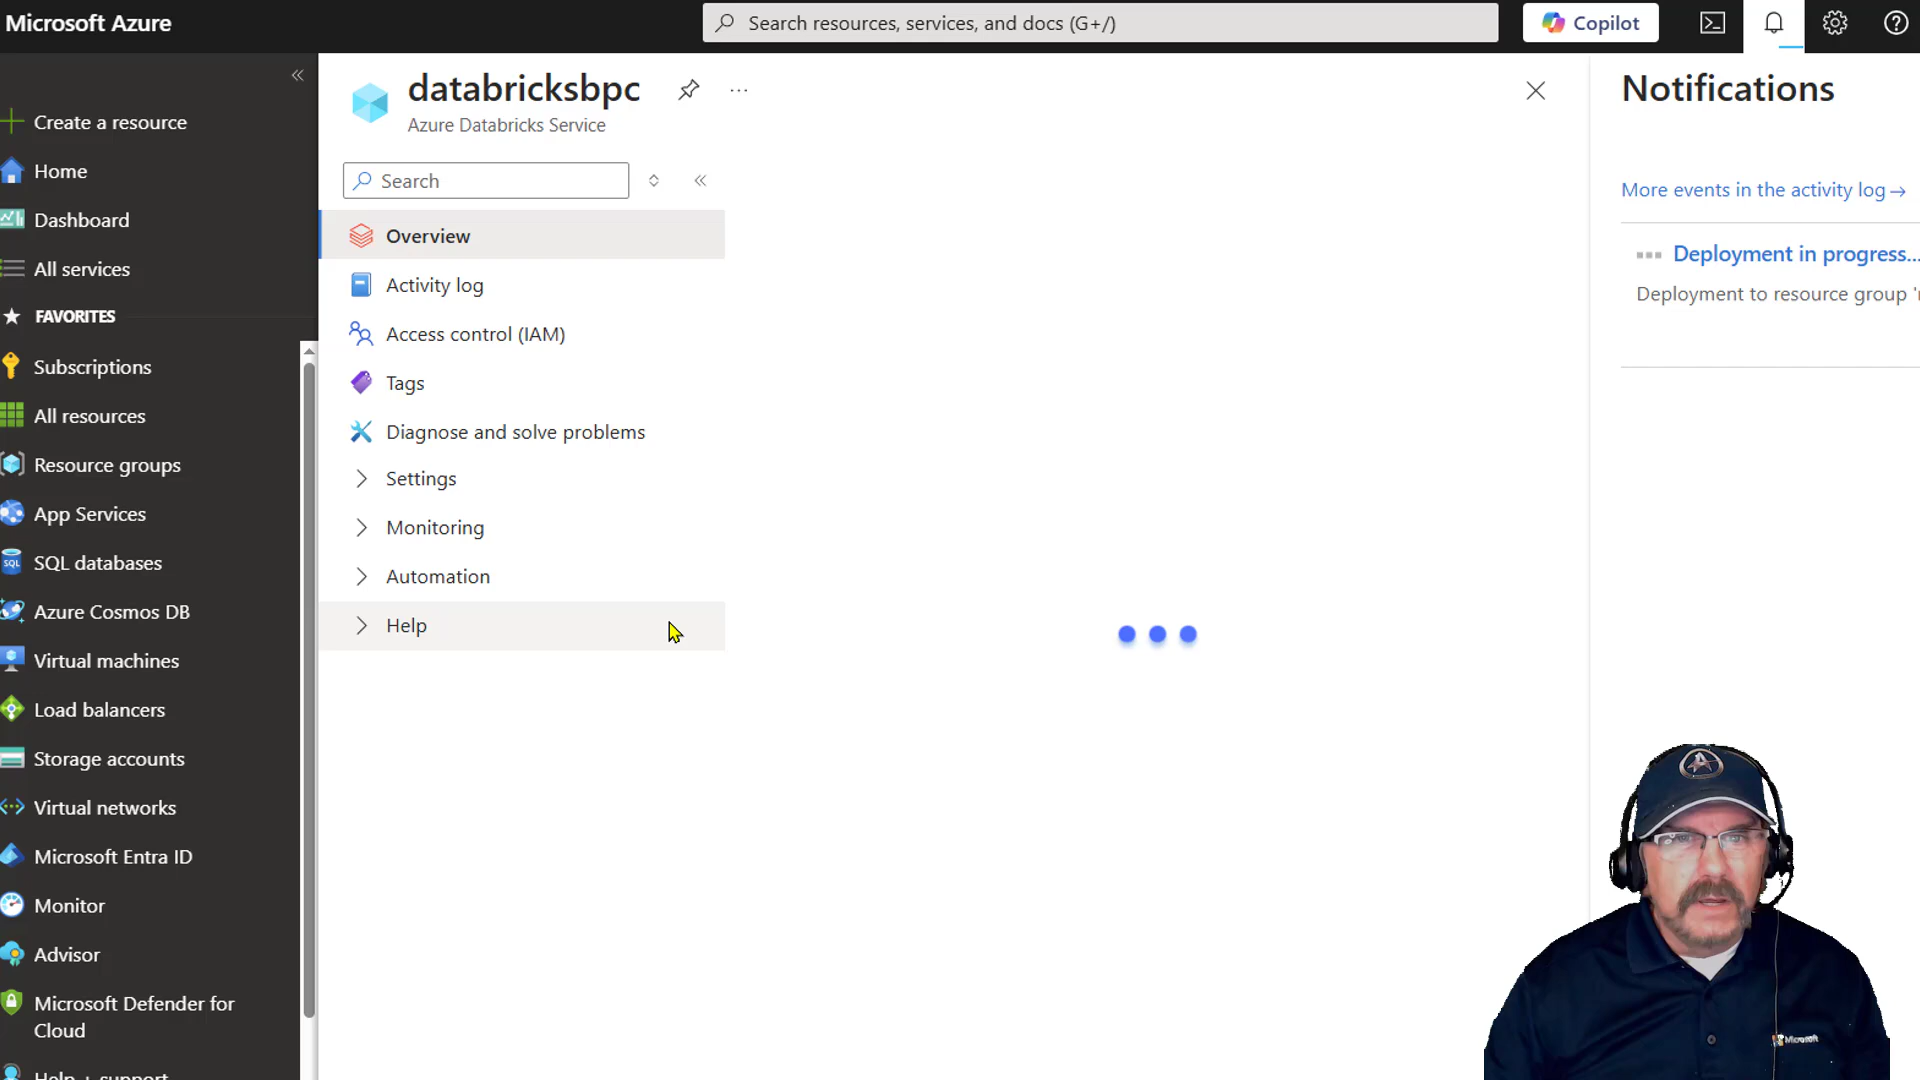 Microsoft Azure
Search resources, services, and docs (G+/)
Copilot
Create a resource
Home
Dashboard
All services
FAVORITES
Subscriptions
All resources
Resource groups
App Services
SQL
SQL databases
Azure Cosmos DB
Virtual machines
Load balancers
Storage accounts
Virtual networks
Microsoft Entra ID
Monitor
Advisor
Microsoft Defender for
Cloud
Help + support
databricksbpc
Azure Databricks Service
Search
Overview
Activity log
Access control (IAM)
Tags
Diagnose and solve problems
Settings
Monitoring
Automation
Help
Notifications
More events in the activity log →
Deployment in progress...
Deployment to resource group '
Microsoft